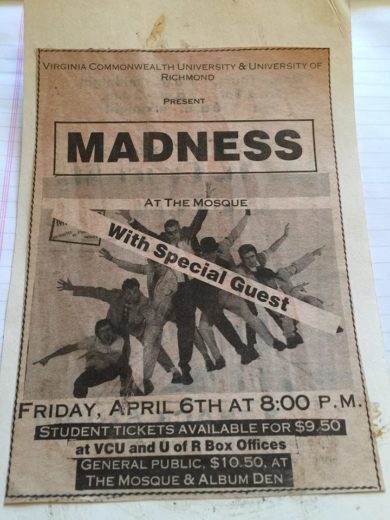 VIRGINIA COMMONWEALTH UNIVERSITY & UNIVERSITY OF
RICHMOND
PRESENT
MADNESS
AT THE MOSQUE
With Special Guest
FRIDAY, APRIL 6TH AT 8:00 P.M.
STUDENT TICKETS AVAILABLE FOR $9.50
at VCU and U of R Box Offices
GENERAL PUBLIC, $10.50, AT
THE MOSQUE & ALBUM DEN